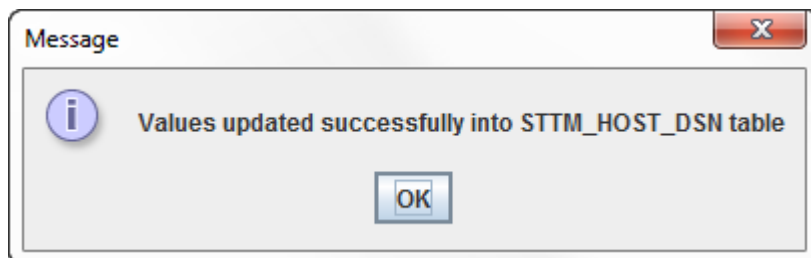 Message
Values updated successfully into STTM_HOST_DSN table
OK